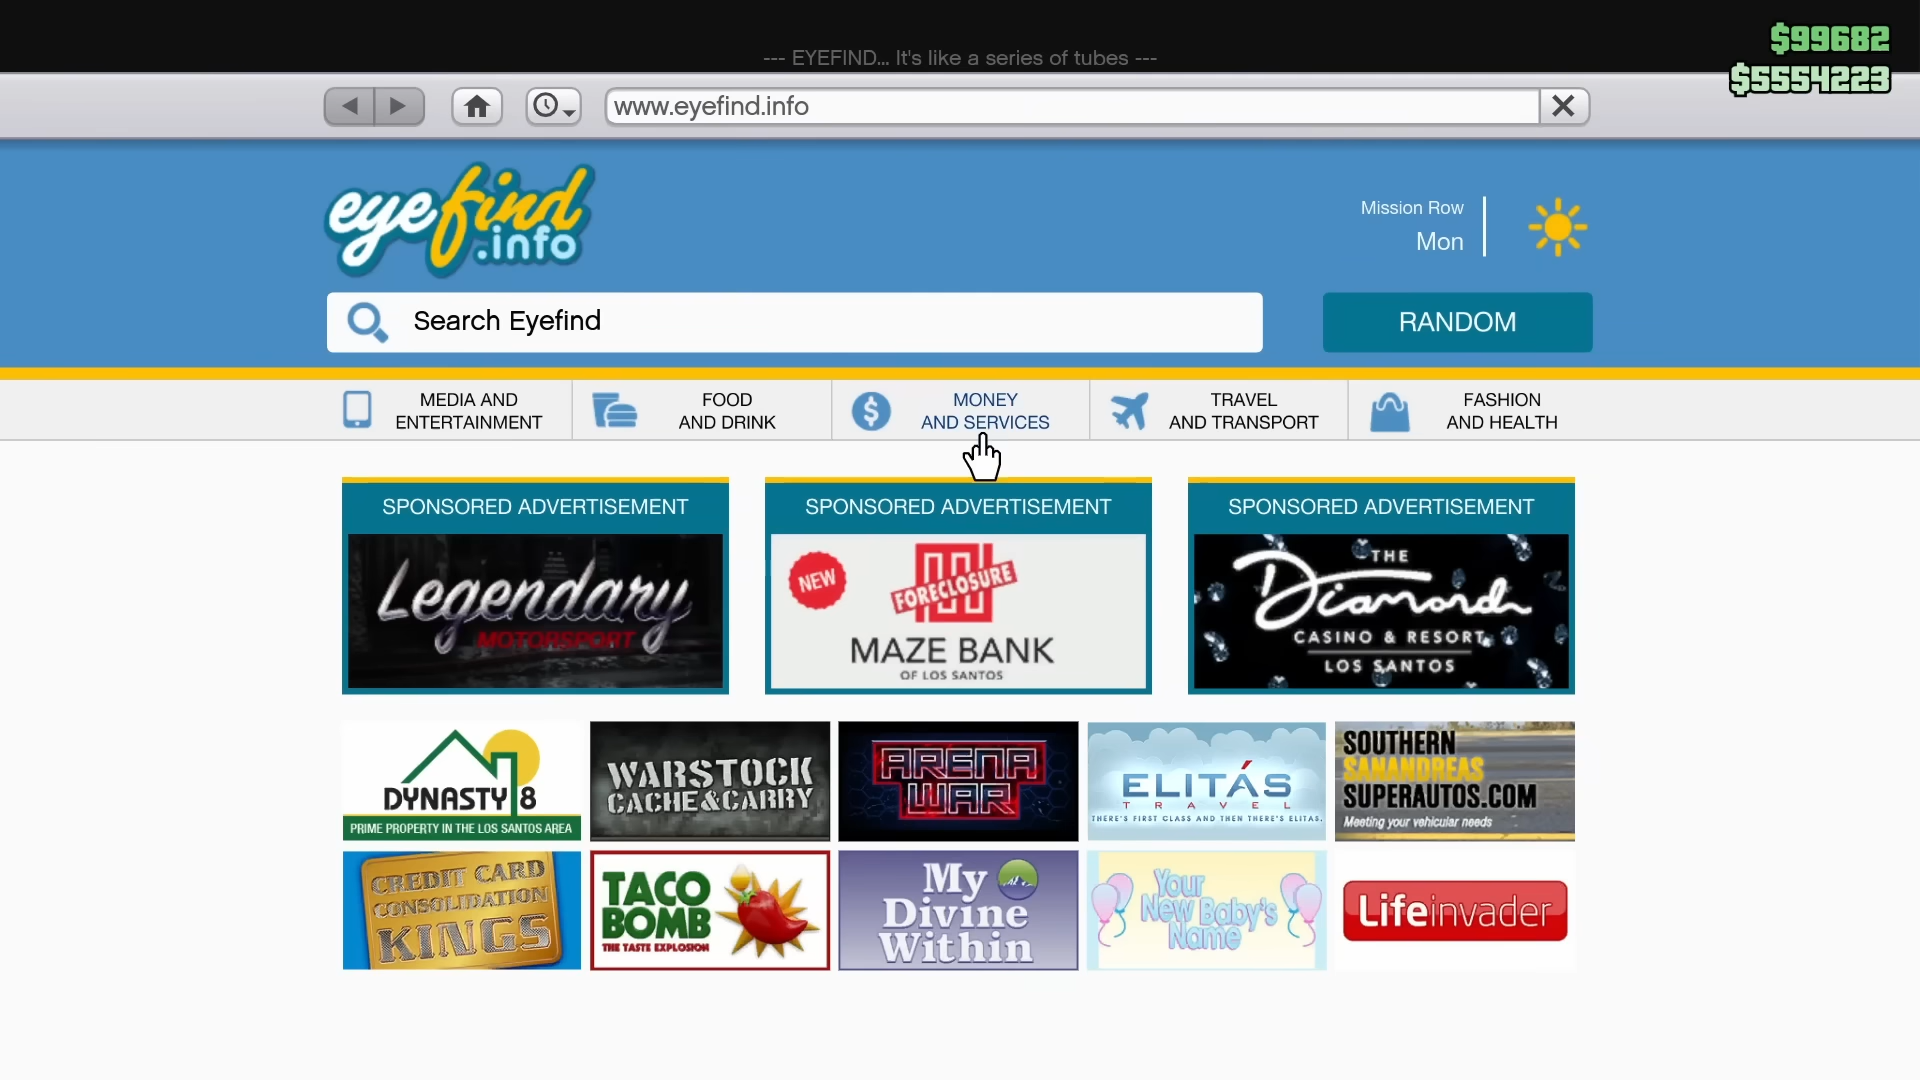 --- EYEFIND... It's like a series of tubes ---
$99682
$5554223
www.eyefind.info
eyefind
.info
Mission Row
Mon
Search Eyefind
RANDOM
MEDIA AND
ENTERTAINMENT
FOOD
AND DRINK
MONEY
AND SERVICES
TRAVEL
AND TRANSPORT
FASHION
AND HEALTH
SPONSORED ADVERTISEMENT
Legendary
MOTORSPORT
SPONSORED ADVERTISEMENT
NEW
FORECLOSURE
MAZE BANK
OF LOS SANTOS
SPONSORED ADVERTISEMENT
THE
Diamond
CASINO & RESORT
LOS SANTOS
DYNASTY 8
PRIME PROPERTY IN THE LOS SANTOS AREA
WARSTOCK
CACHE&CARRY
ARENA
WAR
ELITÁS
TRAVEL
THERE'S FIRST CLASS AND THEN THERE'S ELITÁS.
SOUTHERN
SANANDREAS
SUPERAUTOS.COM
Meeting your vehicular needs
CREDIT CARD
CONSOLIDATION
KINGS
TACO
BOMB
THE TASTE EXPLOSION
My
Divine
Within
Your
New Baby's
Name
Lifeinvader